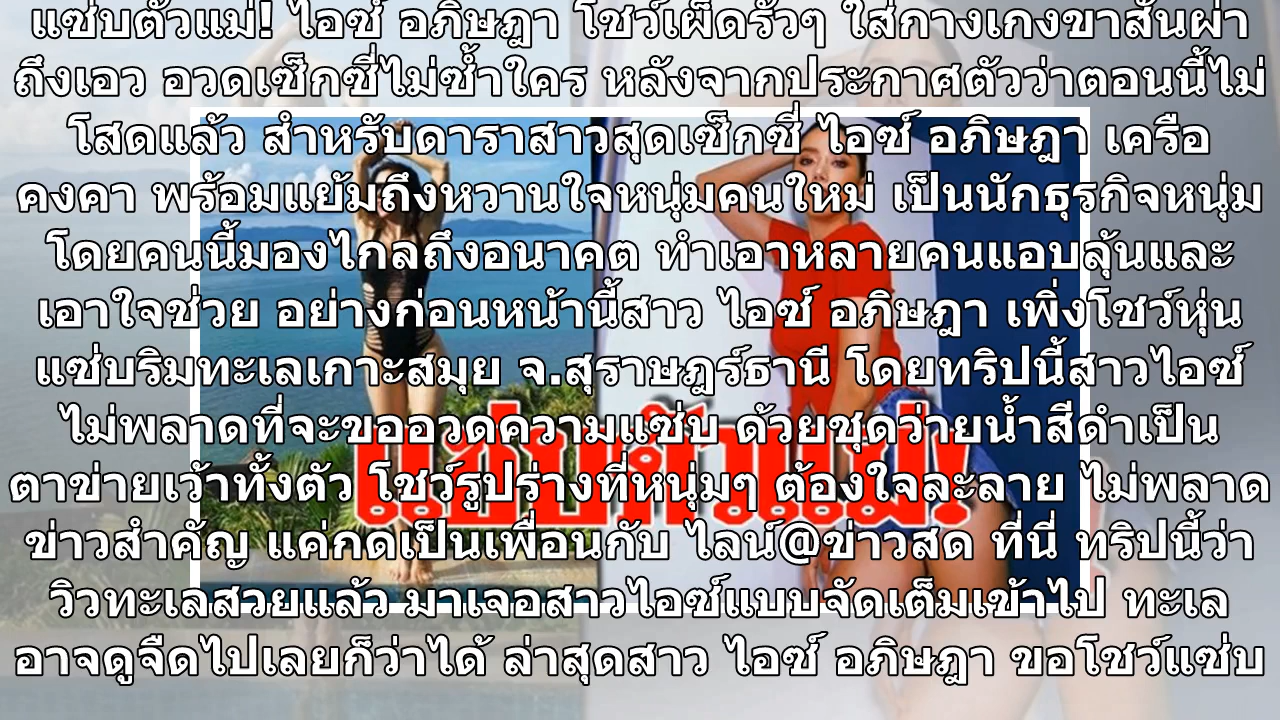 แซ่บตัวแม่! ไอซ์ อภิษฎา โชว์เผ็ดรัวๆ ใส่กางเกงขาสั้นผ่า
ถึงเอว อวดเซ็กซี่ไม่ซ้ำใคร หลังจากประกาศตัวว่าตอนนี้ไม่
โสดแล้ว สำหรับดาราสาวสุดเซ็กซี่ ไอซ์ อภิษฎา เครือ
คงคา พร้อมแย้มถึงหวานใจหนุ่มคนใหม่ เป็นนักธุรกิจหนุ่ม
โดยคนนี้มองไกลถึงอนาคต ทำเอาหลายคนแอบลุ้นและ
เอาใจช่วย อย่างก่อนหน้านี้สาว ไอซ์ อภิษฎา เพิ่งโชว์หุ่น
แซ่บริมทะเลเกาะสมุย จ.สุราษฎร์ธานี โดยทริปนี้สาวไอซ์
ไม่พลาดที่จะขออวดความแซ่บ ด้วยชุดว่ายน้ำสีดำเป็น
ตาข่ายเว้าทั้งตัว โชว์รูปร่างที่หนุ่มๆ ต้องใจละลาย ไม่พลาด
ข่าวสำคัญ แค่กดเป็นเพื่อนกับ ไลน์@ข่าวสด ที่นี่ ทริปนี้ว่า
วิวทะเลสวยแล้ว มาเจอสาวไอซ์แบบจัดเต็มเข้าไป ทะเล
อาจดูจืดไปเลยก็ว่าได้ ล่าสุดสาว ไอซ์ อภิษฎา ขอโชว์แซ่บ
แซ่บตัวแม่!